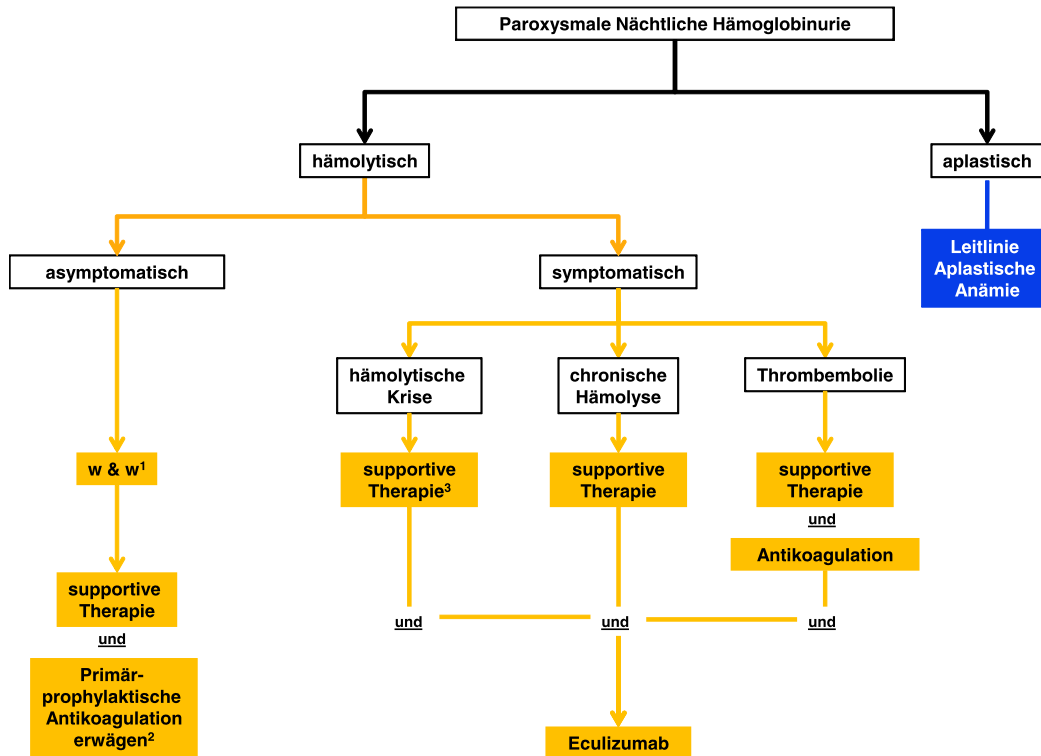 Paroxysmale Nächtliche Hämoglobinurie
hämolytisch
aplastisch
Leitlinie
Aplastische
Anämie
asymptomatisch
symptomatisch
hämolytische
Krise
chronische
Hämolyse
Thrombembolie
w & w¹
supportive
Therapie³
supportive
Therapie
supportive
Therapie
und
Antikoagulation
supportive
Therapie
und
und
und
und
Primär-
prophylaktische
Antikoagulation
erwägen²
Eculizumab